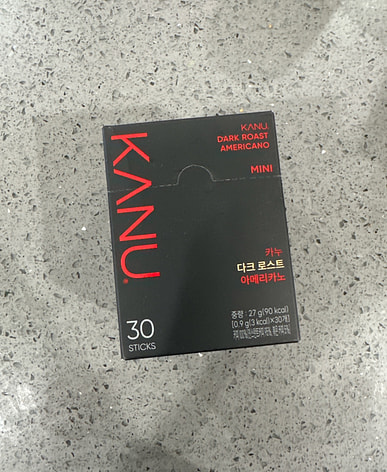 KANU
KANU
DARK ROAST
AMERICANO
MINI
카누
다크 로스트
아메리카노
30
STICKS
중량 : 27 g(90 kcal)
[0.9 g(3 kcal)×30개]